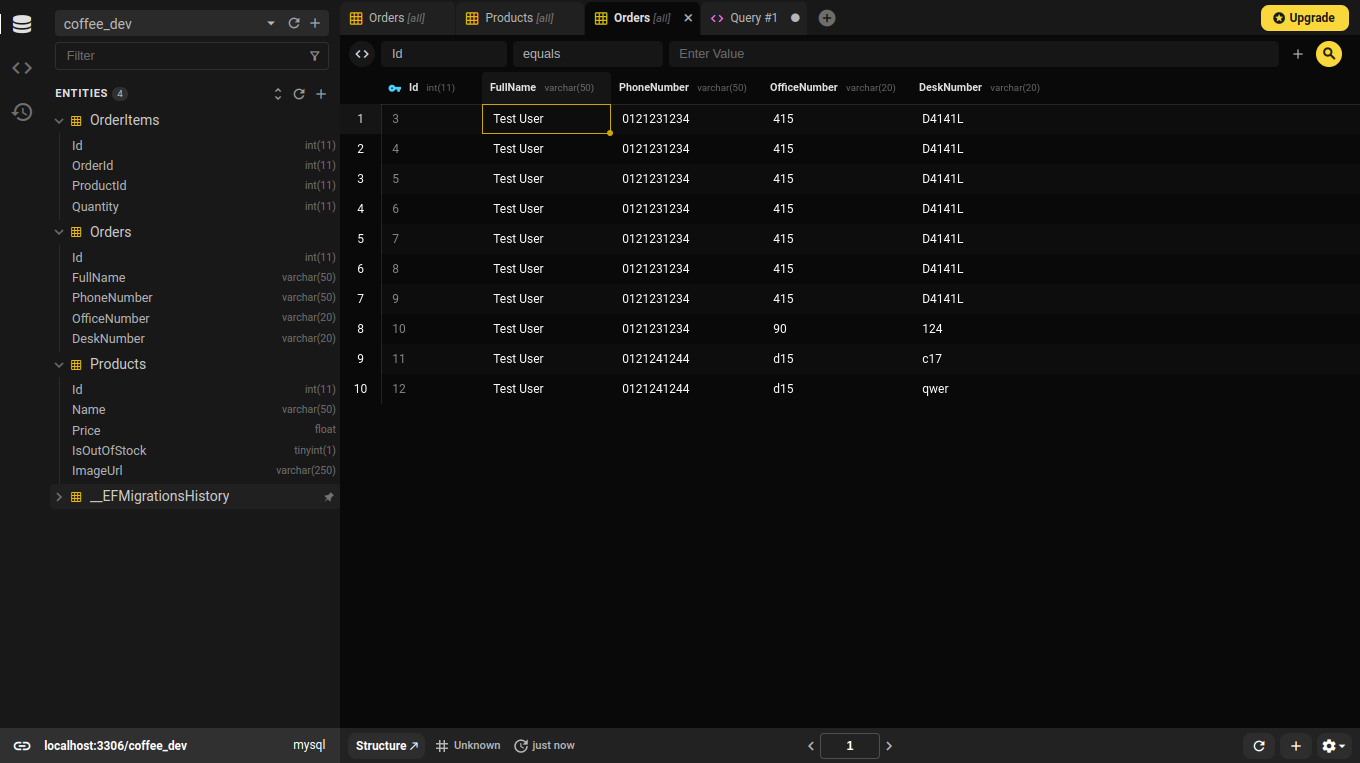 coffee_dev
Filter
ENTITIES 4
OrderItems
Id int(11)
OrderId int(11)
ProductId int(11)
Quantity int(11)
Orders
Id int(11)
FullName varchar(50)
PhoneNumber varchar(50)
OfficeNumber varchar(20)
DeskNumber varchar(20)
Products
Id int(11)
Name varchar(50)
Price float
IsOutOfStock tinyint(1)
ImageUrl varchar(250)
__EFMigrationsHistory
localhost:3306/coffee_dev mysql
Orders [all] Products [all] Orders [all] Query #1 Upgrade
Id equals Enter Value
Id int(11) FullName varchar(50) PhoneNumber varchar(50) OfficeNumber varchar(20) DeskNumber varchar(20)
1 3 Test User 0121231234 415 D4141L
2 4 Test User 0121231234 415 D4141L
3 5 Test User 0121231234 415 D4141L
4 6 Test User 0121231234 415 D4141L
5 7 Test User 0121231234 415 D4141L
6 8 Test User 0121231234 415 D4141L
7 9 Test User 0121231234 415 D4141L
8 10 Test User 0121231234 90 124
9 11 Test User 0121241244 d15 c17
10 12 Test User 0121241244 d15 qwer
Structure Unknown just now 1